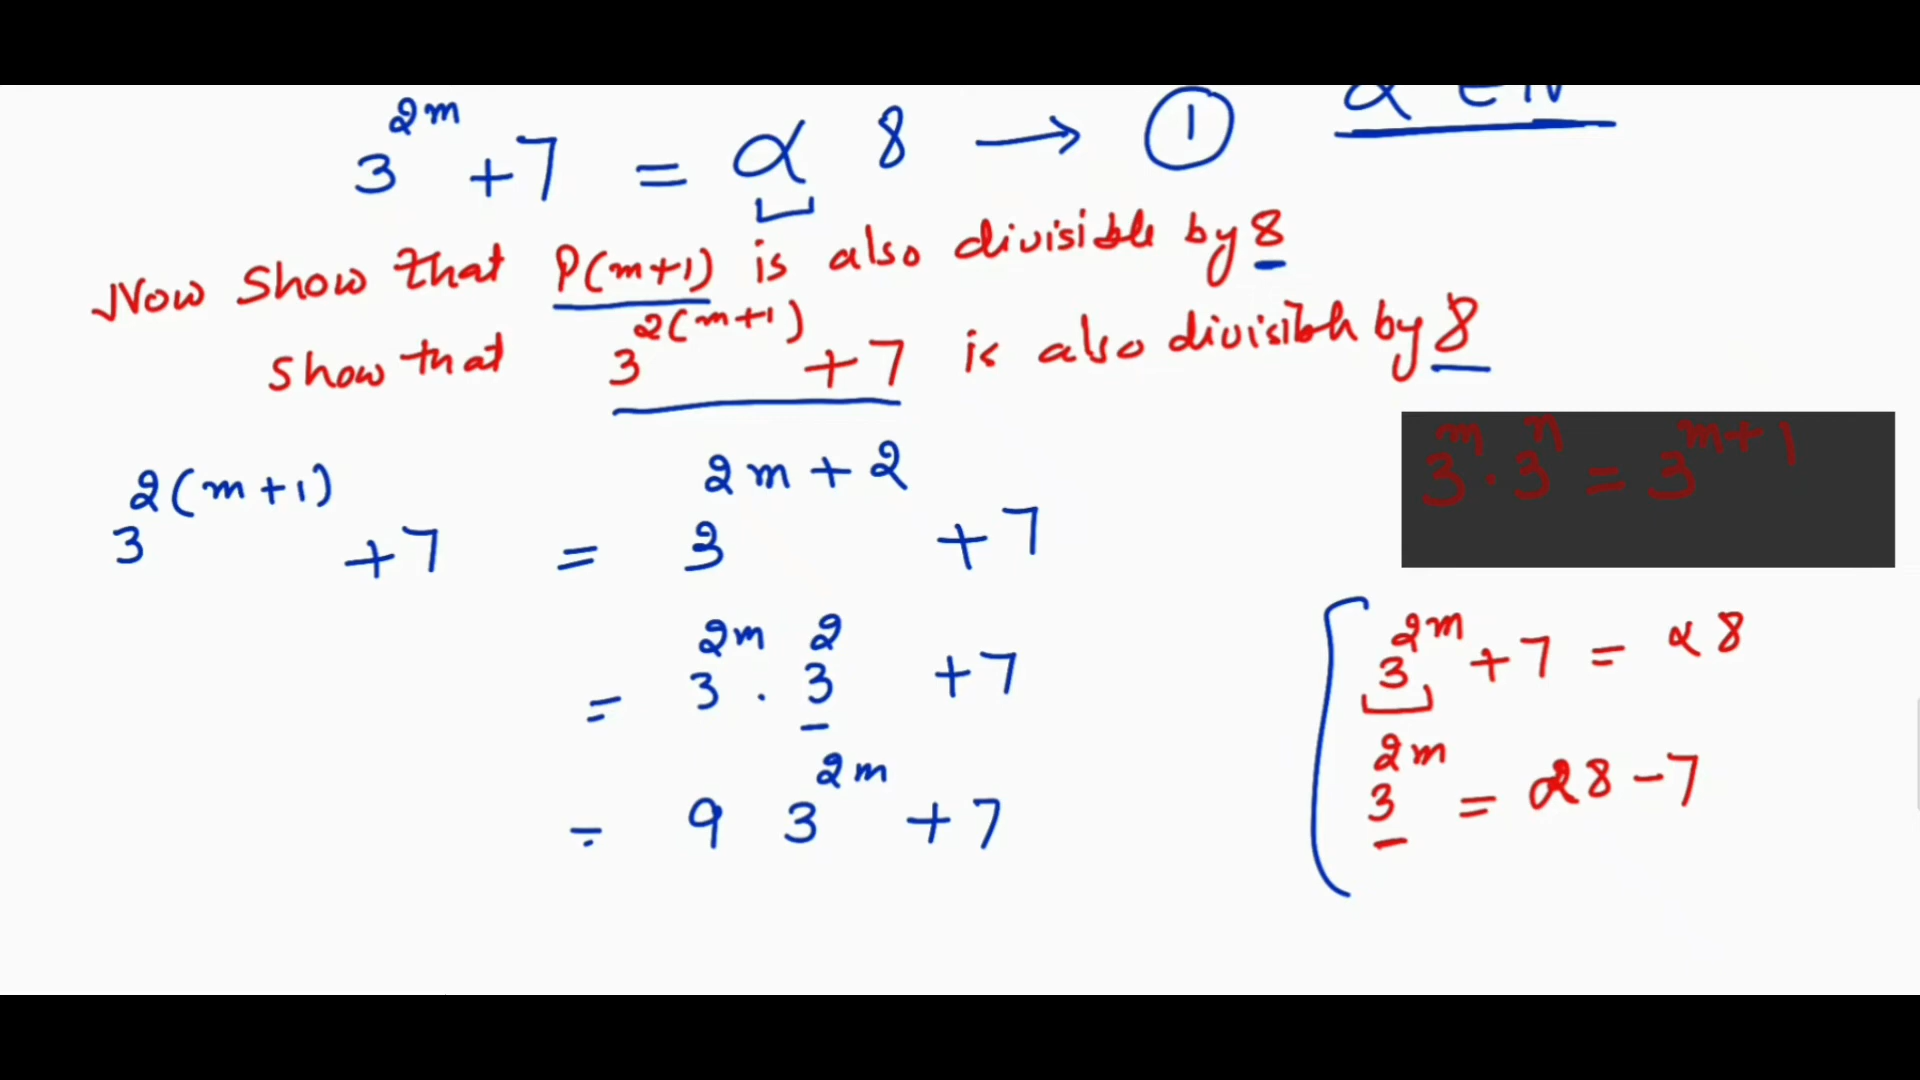 3^{2m} + 7 = α 8 → ① α ∈ N
Now show that P(m+1) is also divisible by 8
show that 3^{2(m+1)} + 7 is also divisible by 8
3^m · 3^n = 3^{m+1}
3^{2(m+1)} + 7 = 3^{2m+2} + 7
= 3^{2m} · 3^2 + 7
= 9 3^{2m} + 7
3^{2m} + 7 = α 8
3^{2m} = α8 - 7